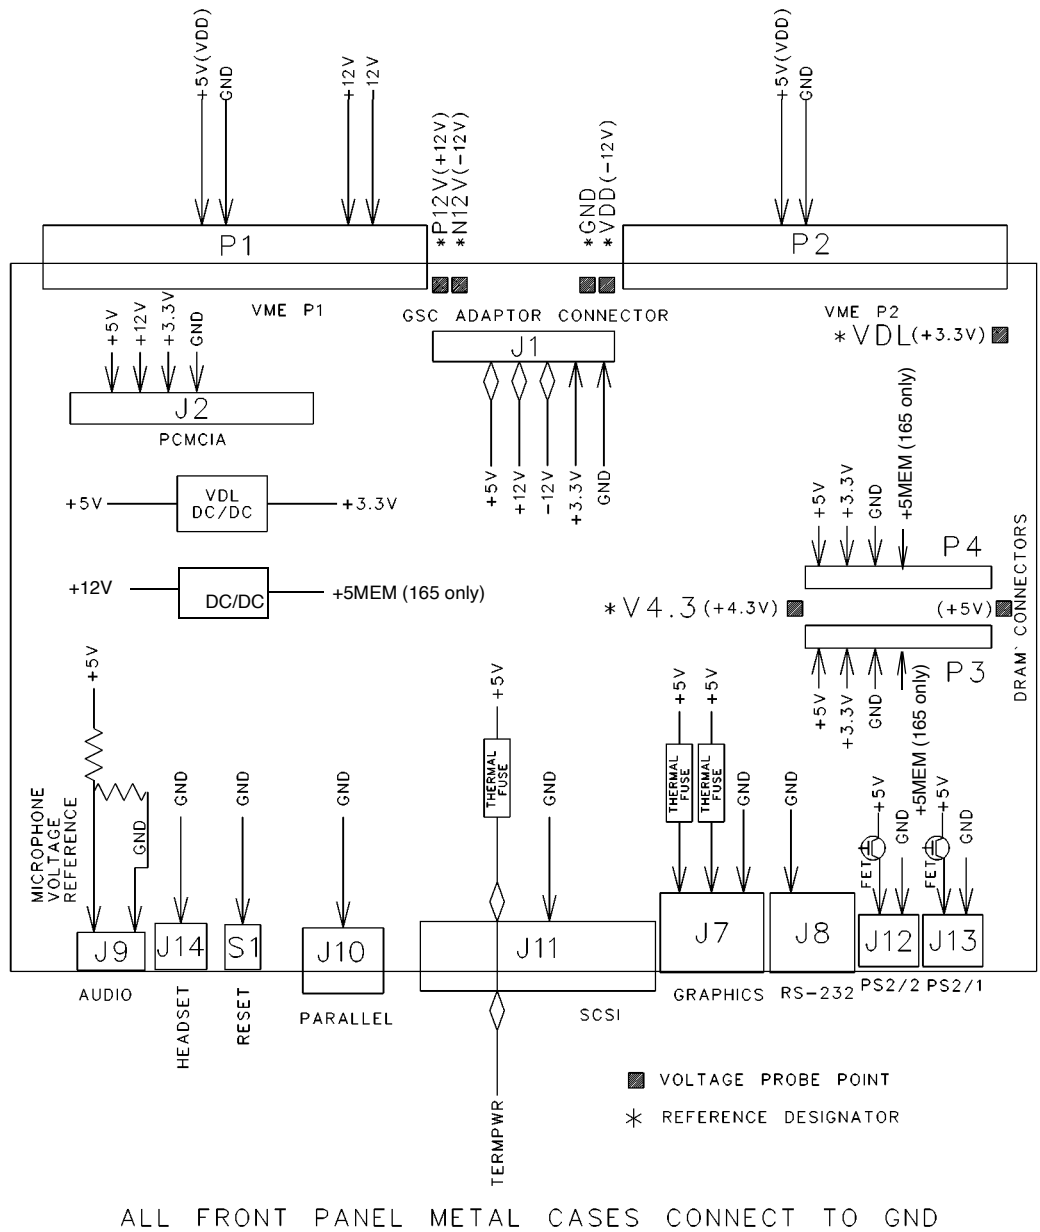 +5V(VDD)
GND
+12V
-12V
+5V(VDD)
GND
*P12V(+12V)
*N12V(-12V)
*GND
*VDD(-12V)
P1
P2
VME P1
GSC ADAPTOR CONNECTOR
VME P2
*VDL(+3.3V)
+5V
+12V
+3.3V
GND
J1
J2
PCMCIA
+5V
+12V
-12V
+3.3V
GND
+5V
VDL
DC/DC
+3.3V
+12V
DC/DC
+5MEM (165 only)
+5V
+3.3V
GND
+5MEM (165 only)
P4
*V4.3(+4.3V)
(+5V)
P3
DRAM` CONNECTORS
+5V
+3.3V
GND
+5MEM (165 only)
+5V
MICROPHONE
VOLTAGE
REFERENCE
GND
GND
GND
GND
+5V
THERMAL
FUSE
GND
+5V
THERMAL
FUSE
+5V
THERMAL
FUSE
GND
GND
+5V
FET
GND
+5V
FET
GND
J9
J14
S1
J10
J11
J7
J8
J12
J13
AUDIO
HEADSET
RESET
PARALLEL
SCSI
GRAPHICS
RS-232
PS2/2
PS2/1
TERMPWR
VOLTAGE PROBE POINT
* REFERENCE DESIGNATOR
ALL FRONT PANEL METAL CASES CONNECT TO GND